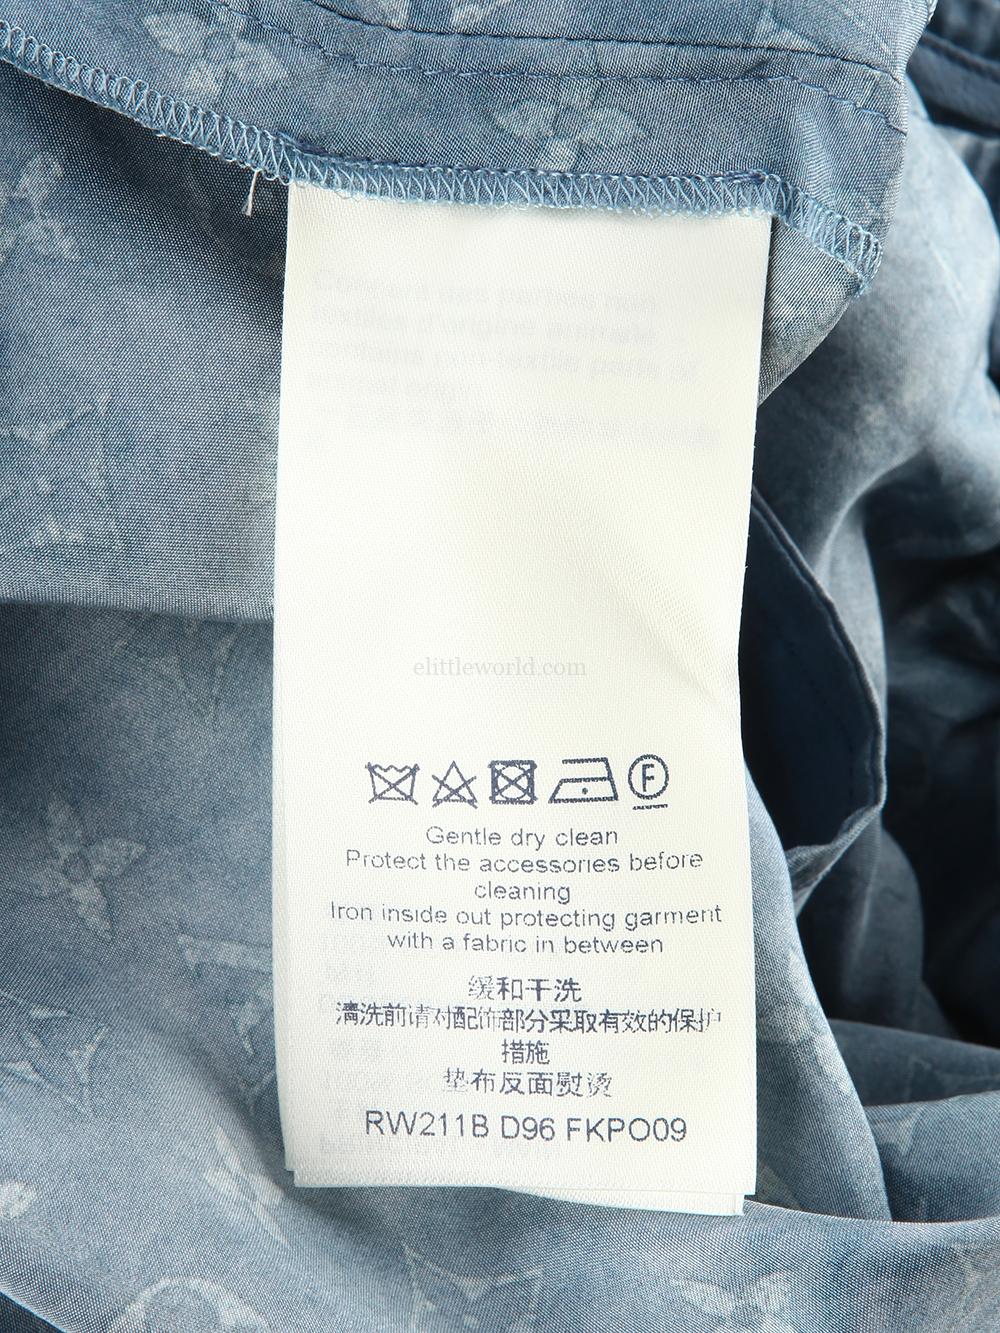 elittleworld.com
F
Gentle dry clean
Protect the accessories before
cleaning
Iron inside out protecting garment
with a fabric in between
缓和干洗
清洗前请对配饰部分采取有效的保护
措施
垫布反面熨烫
RW211B D96 FKPO09